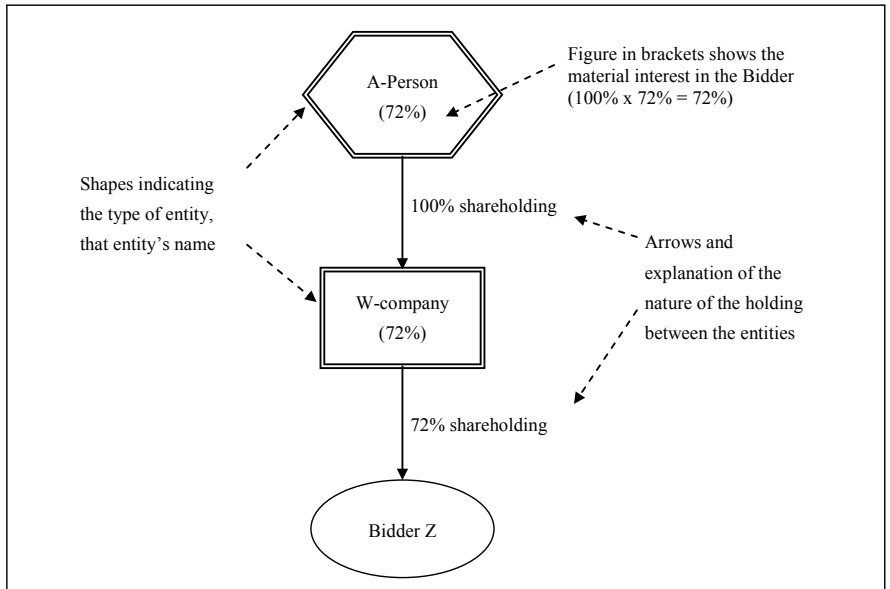 A-Person
(72%)
Figure in brackets shows the
material interest in the Bidder
(100% x 72% = 72%)
Shapes indicating
the type of entity,
that entity's name
100% shareholding
Arrows and
explanation of the
nature of the holding
between the entities
W-company
(72%)
72% shareholding
Bidder Z